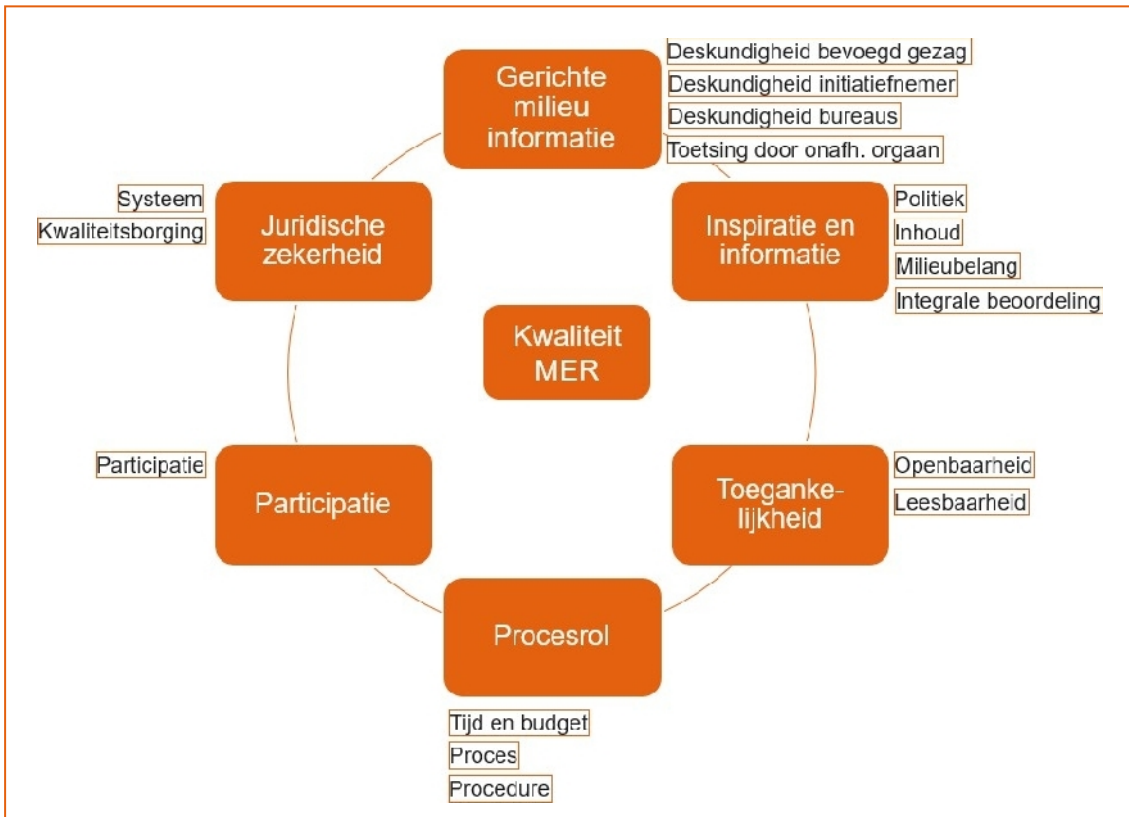 Gerichte
milieu
informatie
Deskundigheid bevoegd gezag
Deskundigheid initiatiefnemer
Deskundigheid bureaus
Toetsing door onafh. orgaan
Inspiratie en
informatie
Politiek
Inhoud
Milieubelang
Integrale beoordeling
Toeganke-
lijkheid
Openbaarheid
Leesbaarheid
Procesrol
Tijd en budget
Proces
Procedure
Participatie
Participatie
Systeem
Kwaliteitsborging
Juridische
zekerheid
Kwaliteit
MER